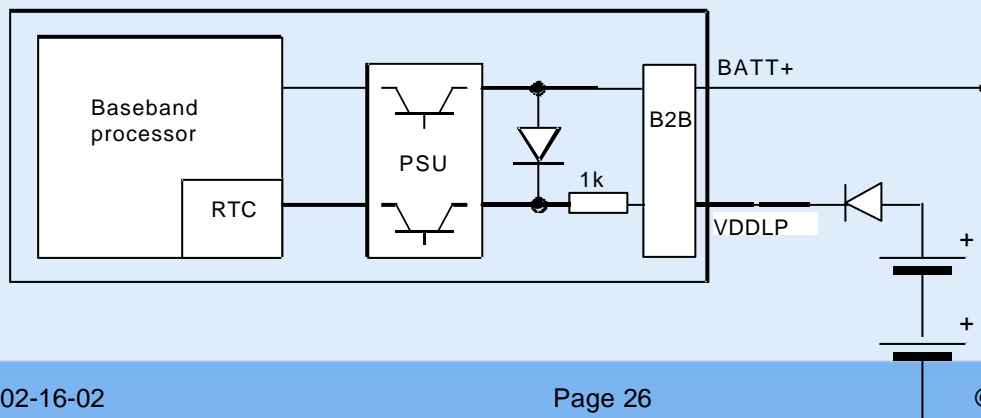 BATT+
Baseband
processor
B2B
PSU
1k
RTC
VDDLP
+
+
02-16-02
Page 26
©